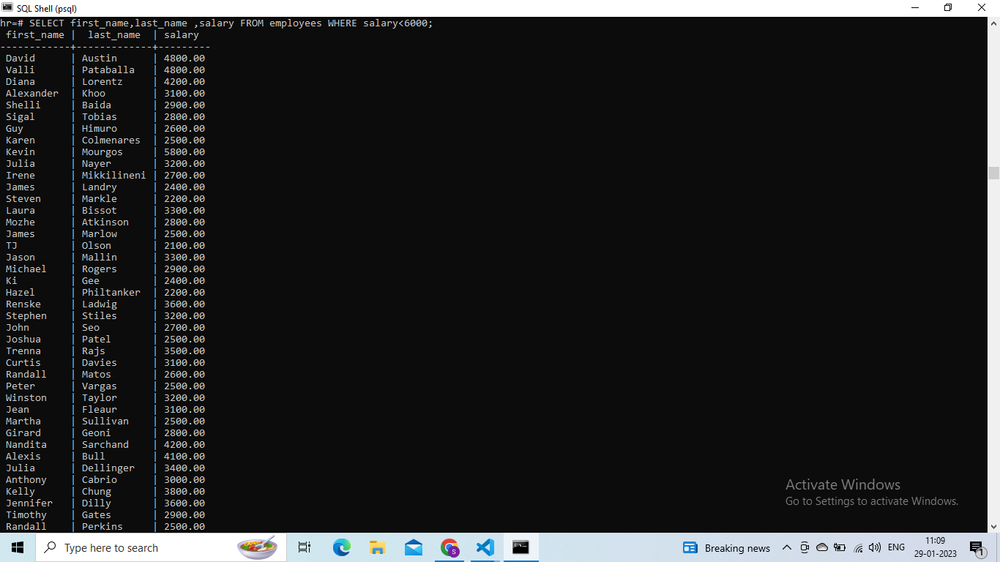 SQL Shell (psql)
hr=# SELECT first_name,last_name ,salary FROM employees WHERE salary<6000;
 first_name |  last_name  | salary
------------+-------------+---------
 David      | Austin      | 4800.00
 Valli      | Pataballa   | 4800.00
 Diana      | Lorentz     | 4200.00
 Alexander  | Khoo        | 3100.00
 Shelli     | Baida       | 2900.00
 Sigal      | Tobias      | 2800.00
 Guy        | Himuro      | 2600.00
 Karen      | Colmenares  | 2500.00
 Kevin      | Mourgos     | 5800.00
 Julia      | Nayer       | 3200.00
 Irene      | Mikkilineni | 2700.00
 James      | Landry      | 2400.00
 Steven     | Markle      | 2200.00
 Laura      | Bissot      | 3300.00
 Mozhe      | Atkinson    | 2800.00
 James      | Marlow      | 2500.00
 TJ         | Olson       | 2100.00
 Jason      | Mallin      | 3300.00
 Michael    | Rogers      | 2900.00
 Ki         | Gee         | 2400.00
 Hazel      | Philtanker  | 2200.00
 Renske     | Ladwig      | 3600.00
 Stephen    | Stiles      | 3200.00
 John       | Seo         | 2700.00
 Joshua     | Patel       | 2500.00
 Trenna     | Rajs        | 3500.00
 Curtis     | Davies      | 3100.00
 Randall    | Matos       | 2600.00
 Peter      | Vargas      | 2500.00
 Winston    | Taylor      | 3200.00
 Jean       | Fleaur      | 3100.00
 Martha     | Sullivan    | 2500.00
 Girard     | Geoni       | 2800.00
 Nandita    | Sarchand    | 4200.00
 Alexis     | Bull        | 4100.00
 Julia      | Dellinger   | 3400.00
 Anthony    | Cabrio      | 3000.00
 Kelly      | Chung       | 3800.00
 Jennifer   | Dilly       | 3600.00
 Timothy    | Gates       | 2900.00
 Randall    | Perkins     | 2500.00
Activate Windows
Go to Settings to activate Windows.
Type here to search
S
Breaking news
ENG
11:09
29-01-2023
1